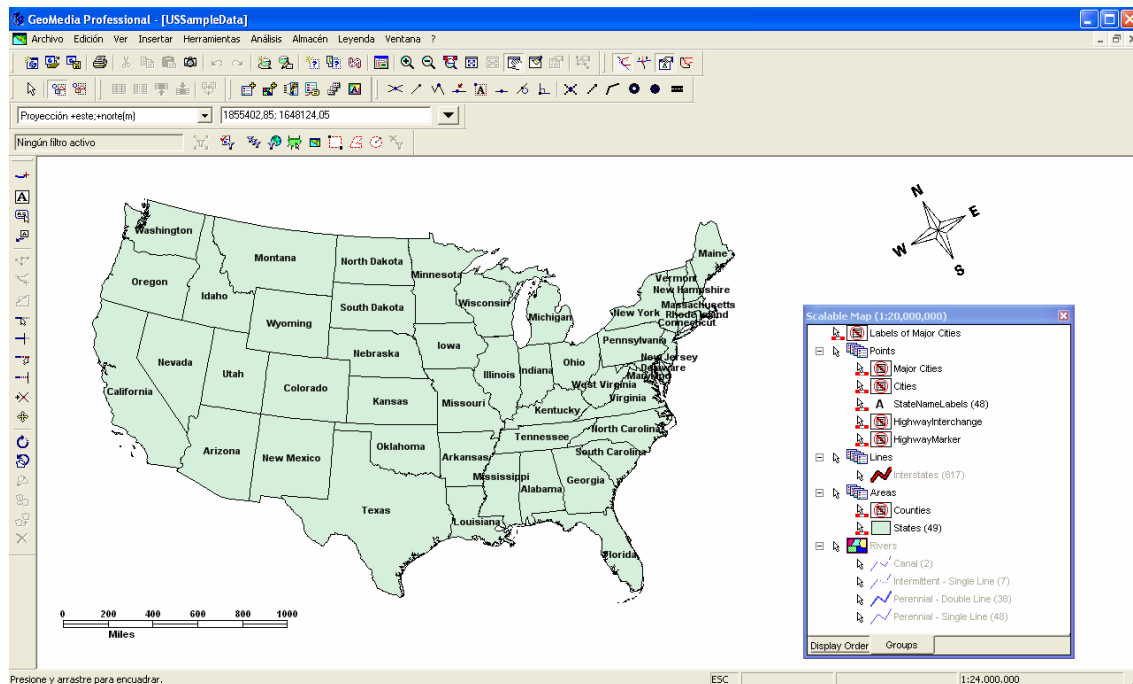 GeoMedia Professional - [USSampleData]
Archivo Edición Ver Insertar Herramientas Análisis Almacén Leyenda Ventana ?
Proyección +este;+norte(m) 1855402,85; 1648124,05
Ningún filtro activo
N
E
W
S
Washington
Montana
North Dakota
Minnesota
Maine
Oregon
Idaho
Wyoming
South Dakota
Wisconsin
Michigan
Vermont
New Hampshire
New York
Massachusetts
Rhode Island
Connecticut
Nevada
Utah
Colorado
Nebraska
Iowa
Illinois
Indiana
Ohio
Pennsylvania
New Jersey
Delaware
Maryland
West Virginia
Virginia
California
Kansas
Missouri
Kentucky
Arizona
New Mexico
Oklahoma
Arkansas
Tennessee
North Carolina
South Carolina
Texas
Louisiana
Mississippi
Alabama
Georgia
Florida
0 200 400 600 800 1000
Miles
Scalable Map (1:20,000,000)
Labels of Major Cities
Points
Major Cities
Cities
A StateNameLabels (48)
HighwayInterchange
HighwayMarker
Lines
Interstates (817)
Areas
Counties
States (49)
Rivers
Canal (2)
Intermittent - Single Line (7)
Perennial - Double Line (38)
Perennial - Single Line (48)
Display Order Groups
Presione y arrastre para encuadrar. ESC 1:24.000.000